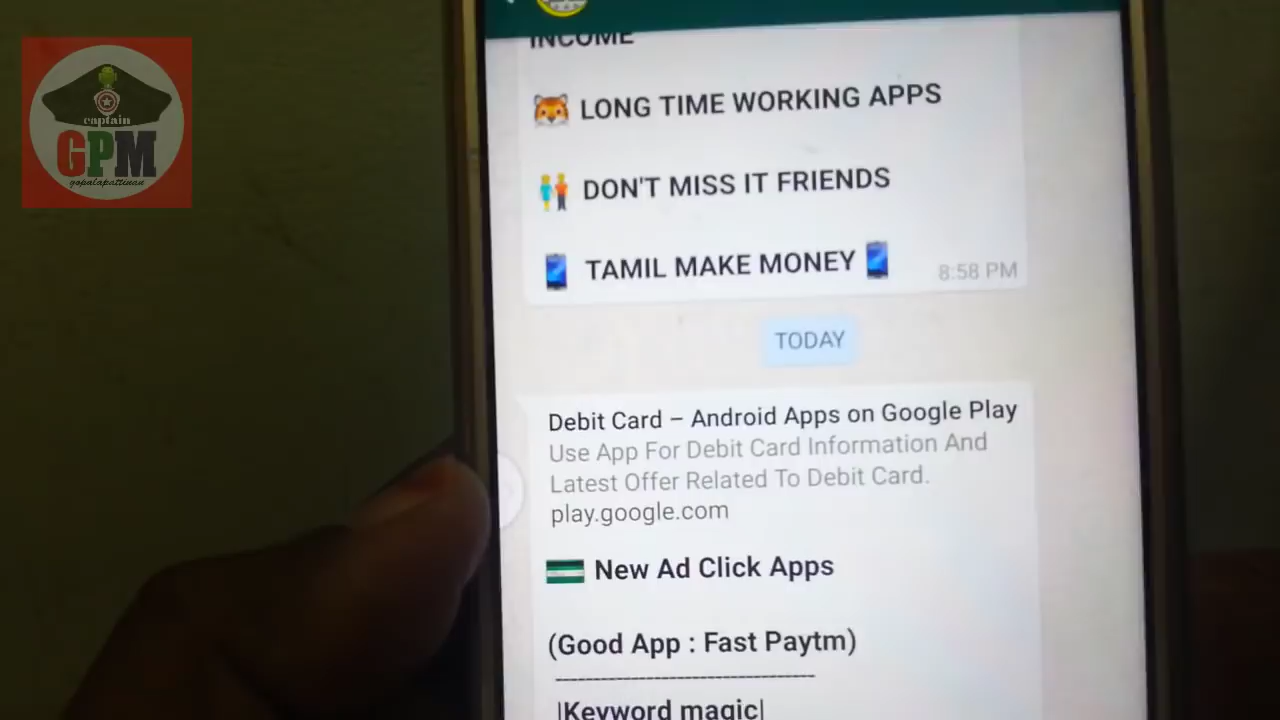 captain
GPM
gopalapattinan
INCOME
LONG TIME WORKING APPS
DON'T MISS IT FRIENDS
TAMIL MAKE MONEY
8:58 PM
TODAY
Debit Card – Android Apps on Google Play
Use App For Debit Card Information And
Latest Offer Related To Debit Card.
play.google.com
New Ad Click Apps
(Good App : Fast Paytm)
--------------------------------
|Keyword magic|